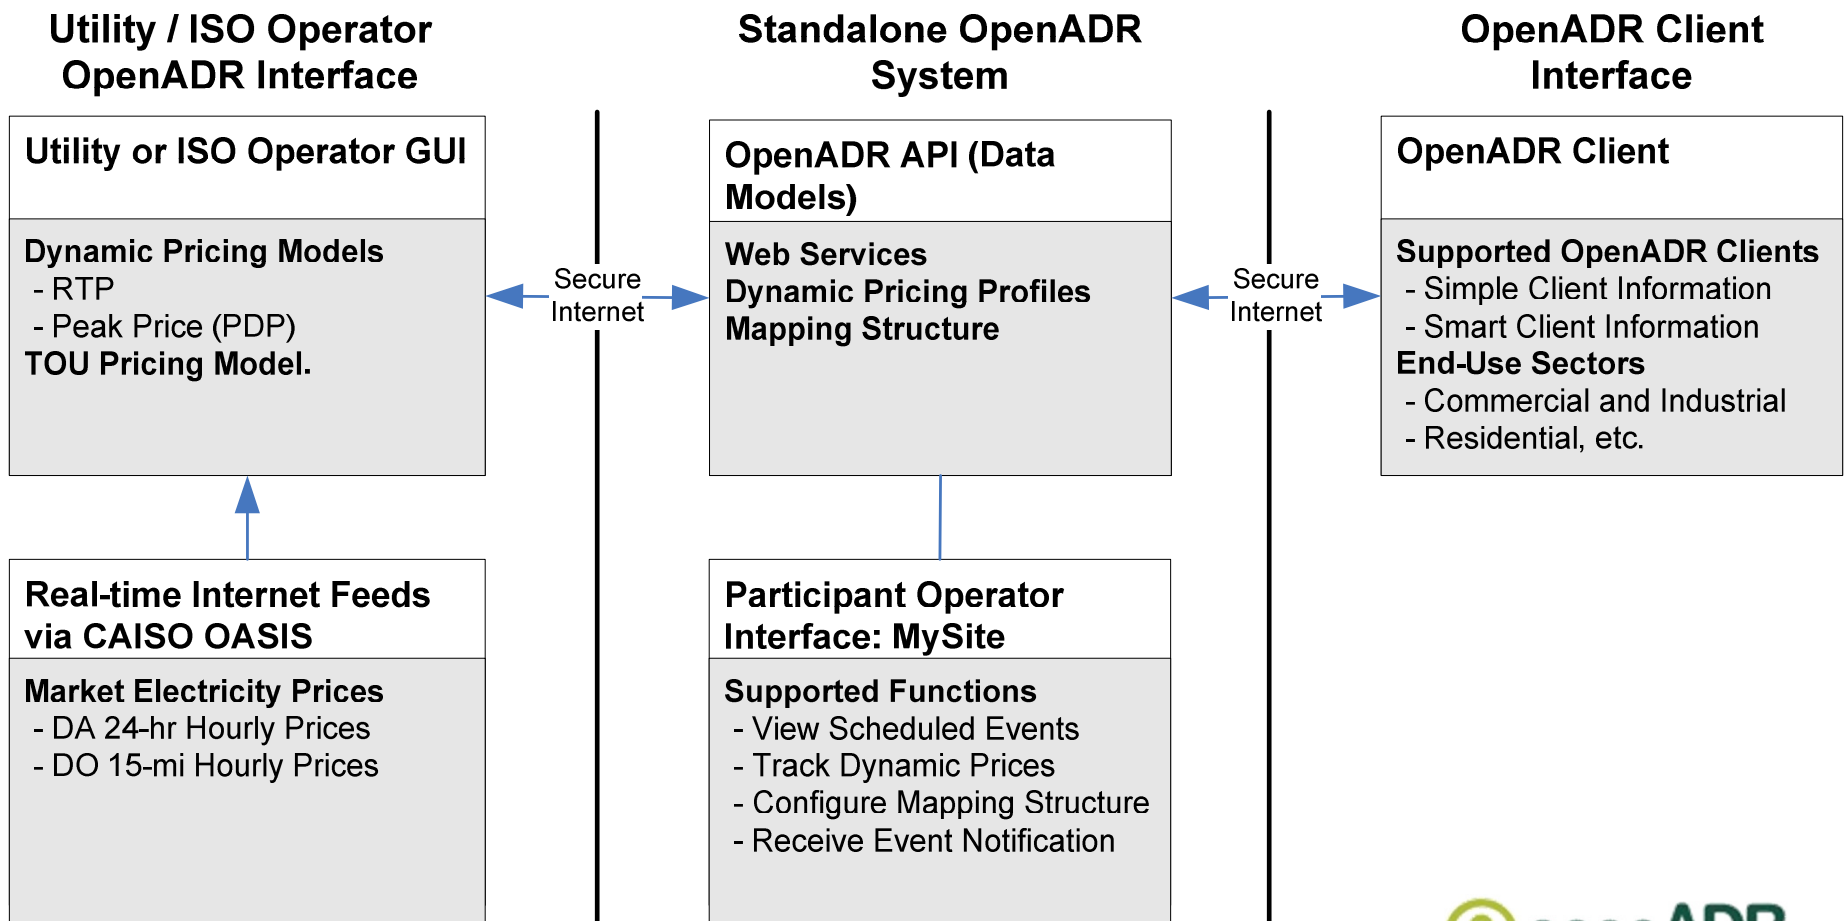 Utility / ISO Operator
OpenADR Interface
Standalone OpenADR
System
OpenADR Client
Interface
Utility or ISO Operator GUI
Dynamic Pricing Models
- RTP
- Peak Price (PDP)
TOU Pricing Model.
Secure
Internet
OpenADR API (Data
Models)
Web Services
Dynamic Pricing Profiles
Mapping Structure
Secure
Internet
OpenADR Client
Supported OpenADR Clients
- Simple Client Information
- Smart Client Information
End-Use Sectors
- Commercial and Industrial
- Residential, etc.
Real-time Internet Feeds
via CAISO OASIS
Market Electricity Prices
- DA 24-hr Hourly Prices
- DO 15-mi Hourly Prices
Participant Operator
Interface: MySite
Supported Functions
- View Scheduled Events
- Track Dynamic Prices
- Configure Mapping Structure
- Receive Event Notification
openADR